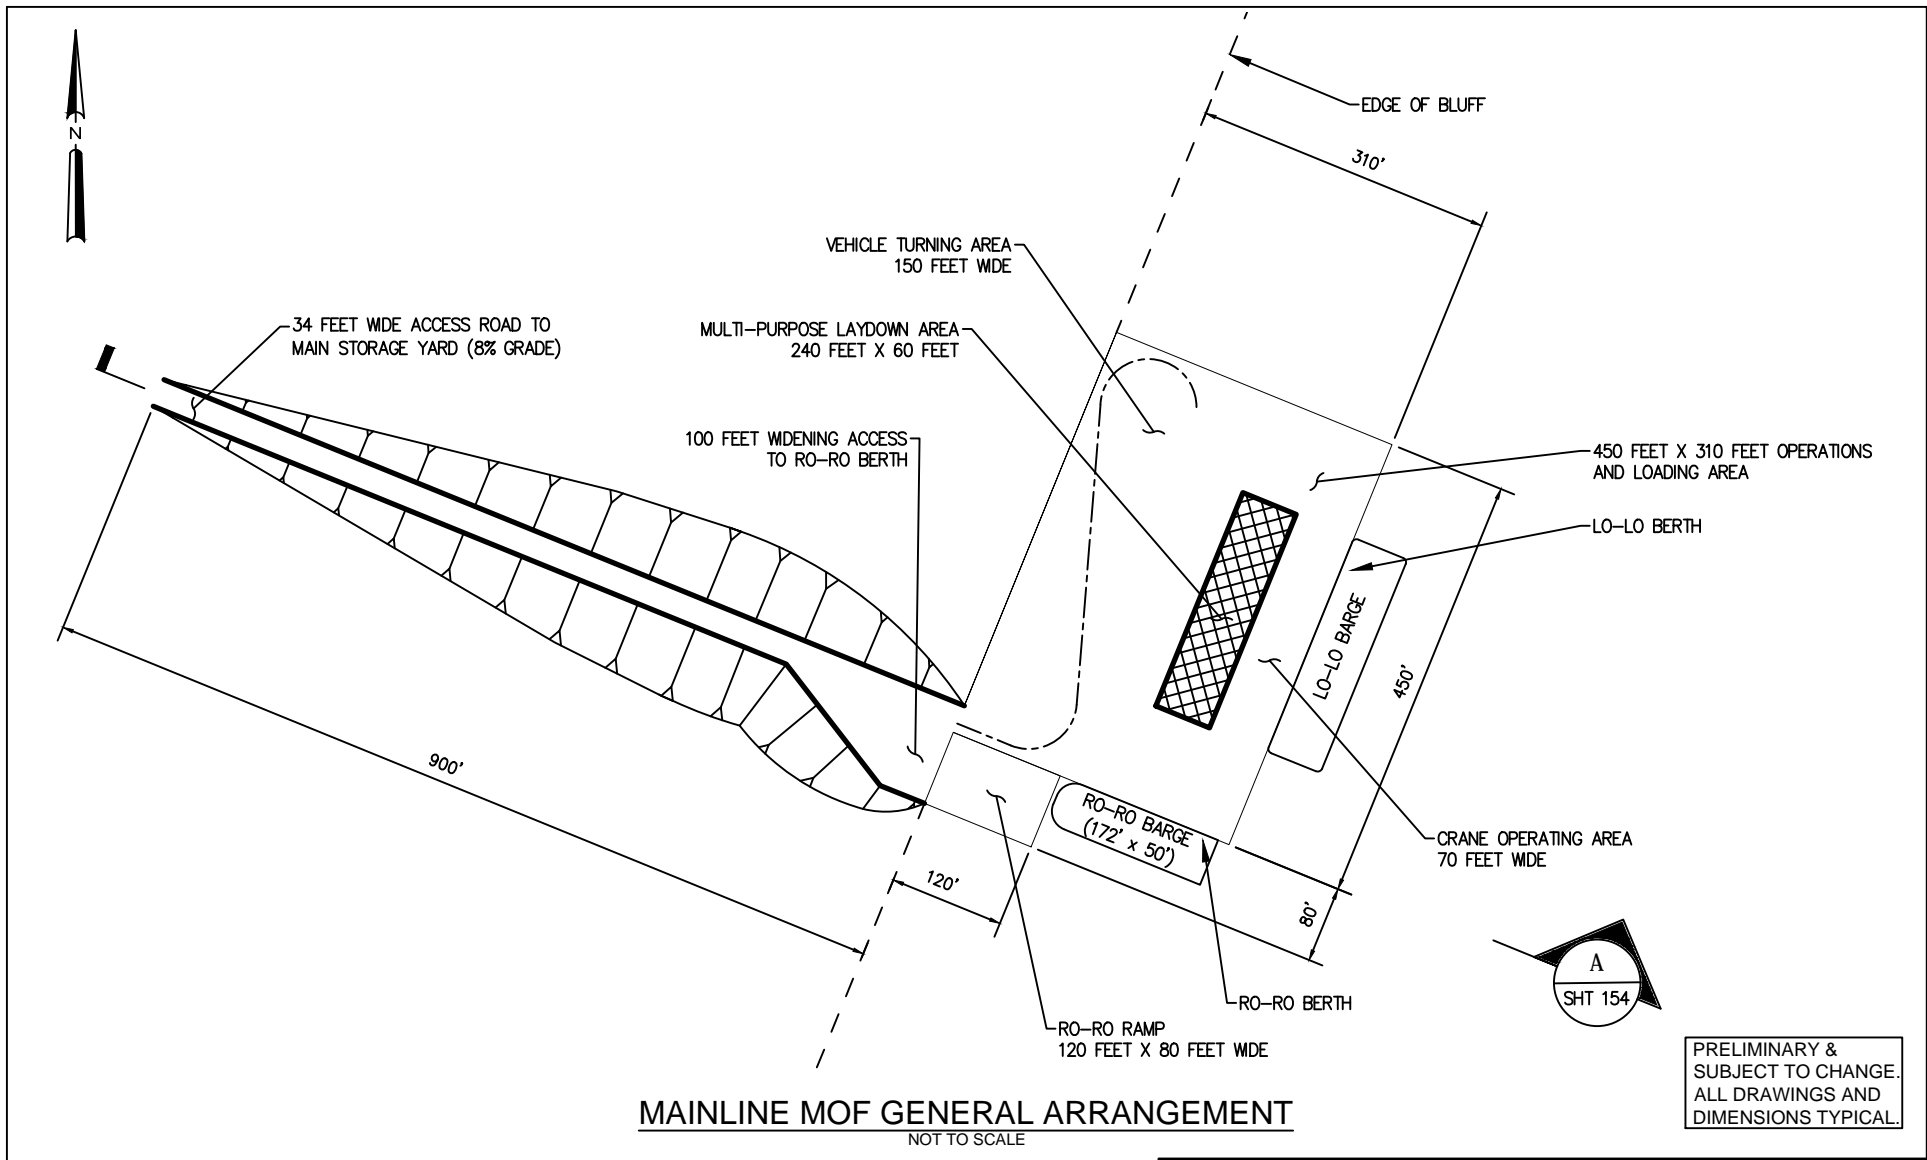 N
EDGE OF BLUFF
310'
VEHICLE TURNING AREA
150 FEET WIDE
34 FEET WIDE ACCESS ROAD TO
MAIN STORAGE YARD (8% GRADE)
MULTI-PURPOSE LAYDOWN AREA
240 FEET X 60 FEET
100 FEET WIDENING ACCESS
TO RO-RO BERTH
450 FEET X 310 FEET OPERATIONS
AND LOADING AREA
LO-LO BERTH
LO-LO BARGE
450'
900'
RO-RO BARGE
(172' x 50')
CRANE OPERATING AREA
70 FEET WIDE
120'
80'
A
SHT 154
RO-RO BERTH
RO-RO RAMP
120 FEET X 80 FEET WIDE
PRELIMINARY &
SUBJECT TO CHANGE.
ALL DRAWINGS AND
DIMENSIONS TYPICAL.
MAINLINE MOF GENERAL ARRANGEMENT
NOT TO SCALE